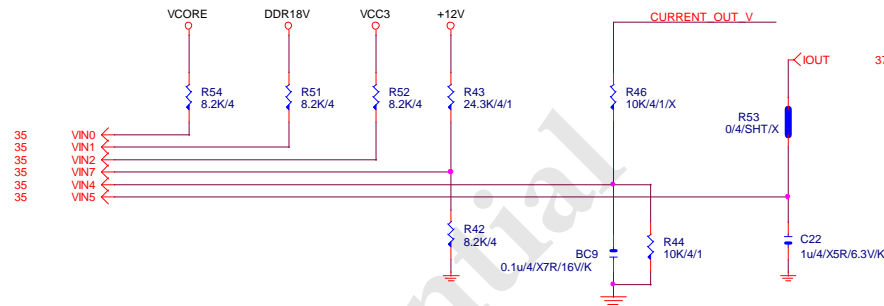 VCORE DDR18V VCC3 +12V
CURRENT_OUT_V
IOUT 37
R54
8.2K/4
R51
8.2K/4
R52
8.2K/4
R43
24.3K/4/1
R46
10K/4/1/X
R53
0/4/SHT/X
35 VIN0
35 VIN1
35 VIN2
35 VIN7
35 VIN4
35 VIN5
R42
8.2K/4
BC9
0.1u/4/X7R/16V/K
R44
10K/4/1
C22
1u/4/X5R/6.3V/K
ential